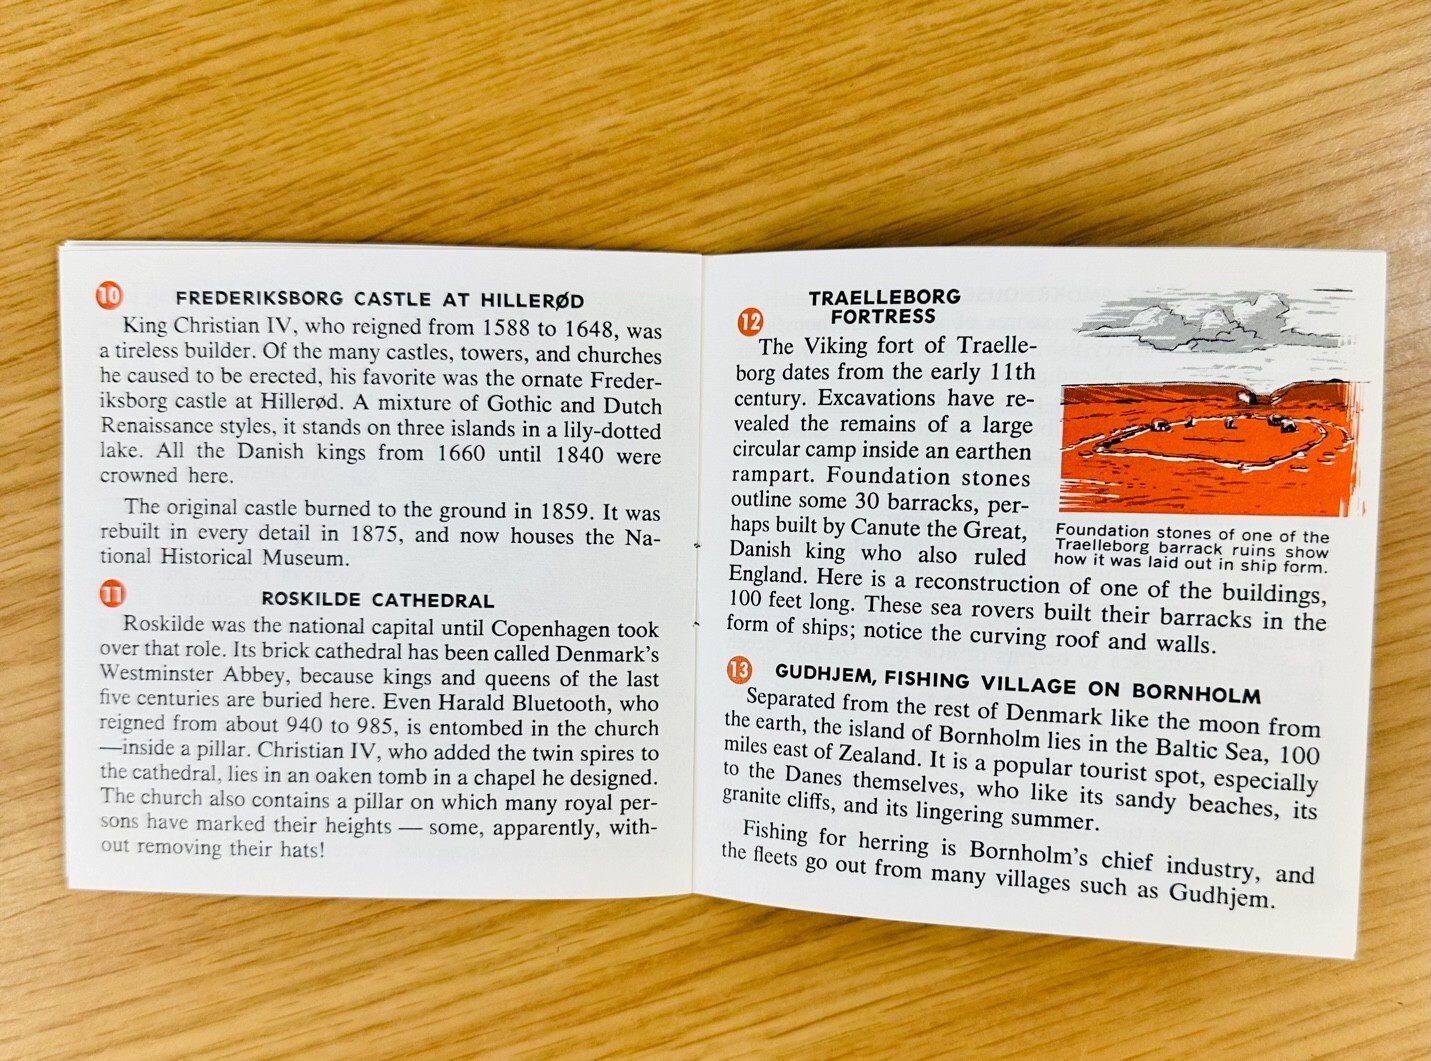 10
FREDERIKSBORG CASTLE AT HILLERØD
King Christian IV, who reigned from 1588 to 1648, was
a tireless builder. Of the many castles, towers, and churches
he caused to be erected, his favorite was the ornate Freder-
iksborg castle at Hillerød. A mixture of Gothic and Dutch
Renaissance styles, it stands on three islands in a lily-dotted
lake. All the Danish kings from 1660 until 1840 were
crowned here.
The original castle burned to the ground in 1859. It was
rebuilt in every detail in 1875, and now houses the Na-
tional Historical Museum.
11
ROSKILDE CATHEDRAL
Roskilde was the national capital until Copenhagen took
over that role. Its brick cathedral has been called Denmark's
Westminster Abbey, because kings and queens of the last
five centuries are buried here. Even Harald Bluetooth, who
reigned from about 940 to 985, is entombed in the church
—inside a pillar. Christian IV, who added the twin spires to
the cathedral, lies in an oaken tomb in a chapel he designed.
The church also contains a pillar on which many royal per-
sons have marked their heights — some, apparently, with-
out removing their hats!
12
TRAELLEBORG
FORTRESS
The Viking fort of Traelle-
borg dates from the early 11th
century. Excavations have re-
vealed the remains of a large
circular camp inside an earthen
rampart. Foundation stones
outline some 30 barracks, per-
haps built by Canute the Great,
Danish king who also ruled
England. Here is a reconstruction of one of the buildings,
100 feet long. These sea rovers built their barracks in the
form of ships; notice the curving roof and walls.
Foundation stones of one of the
Traelleborg barrack ruins show
how it was laid out in ship form.
13
GUDHJEM, FISHING VILLAGE ON BORNHOLM
Separated from the rest of Denmark like the moon from
the earth, the island of Bornholm lies in the Baltic Sea, 100
miles east of Zealand. It is a popular tourist spot, especially
to the Danes themselves, who like its sandy beaches, its
granite cliffs, and its lingering summer.
Fishing for herring is Bornholm's chief industry, and
the fleets go out from many villages such as Gudhjem.